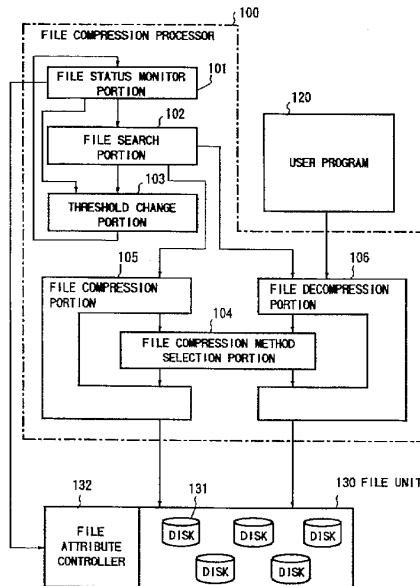 100
FILE COMPRESSION PROCESSOR
101
FILE STATUS MONITOR
PORTION
102
FILE SEARCH
PORTION
103
THRESHOLD CHANGE
PORTION
120
USER PROGRAM
105
FILE COMPRESSION
PORTION
106
FILE DECOMPRESSION
PORTION
104
FILE COMPRESSION METHOD
SELECTION PORTION
132
FILE
ATTRIBUTE
CONTROLLER
131
130 FILE UNIT
DISK
DISK
DISK
DISK
DISK